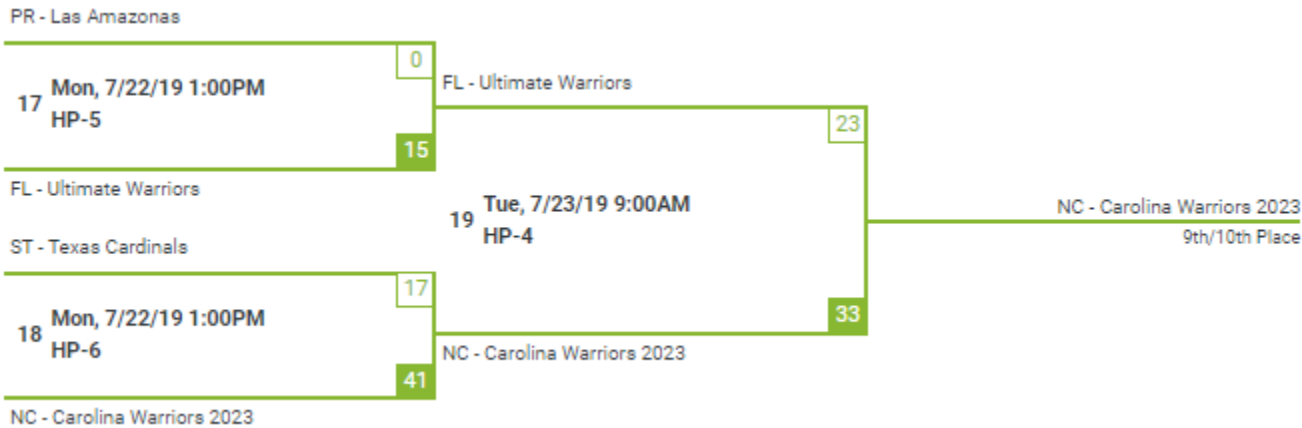 PR - Las Amazonas
0
17 Mon, 7/22/19 1:00PM
HP-5
15
FL - Ultimate Warriors
FL - Ultimate Warriors
23
19 Tue, 7/23/19 9:00AM
HP-4
33
NC - Carolina Warriors 2023
9th/10th Place
ST - Texas Cardinals
17
18 Mon, 7/22/19 1:00PM
HP-6
41
NC - Carolina Warriors 2023
NC - Carolina Warriors 2023